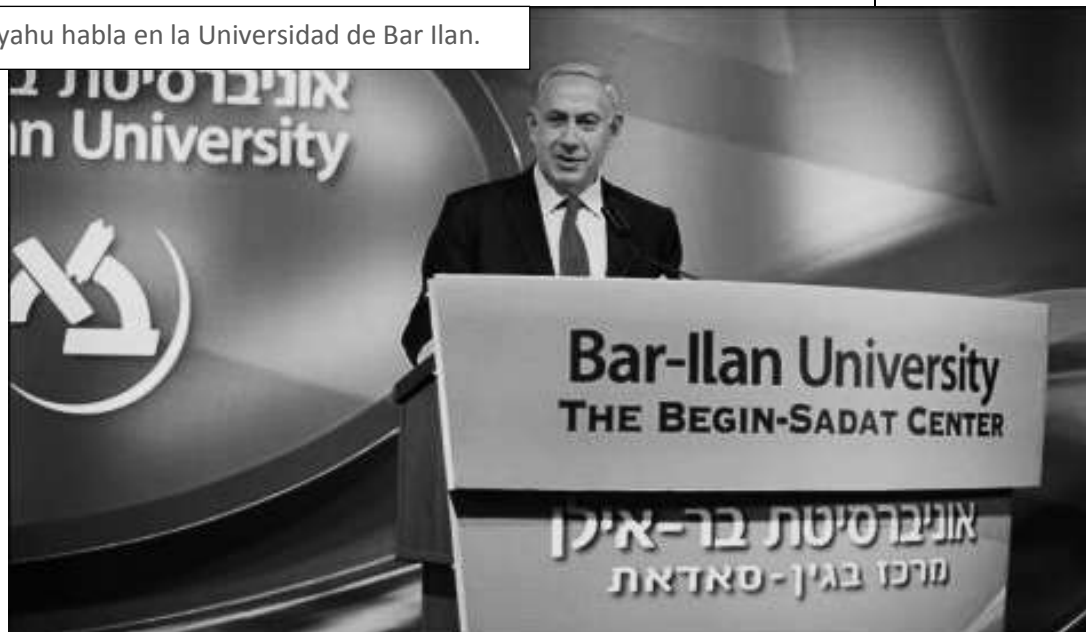 yahu habla en la Universidad de Bar Ilan.
אוניברסיטת ב
n University
Bar-Ilan University
THE BEGIN-SADAT CENTER
אוניברסיטת בר-אילן
מרכז בגין-סאדאת